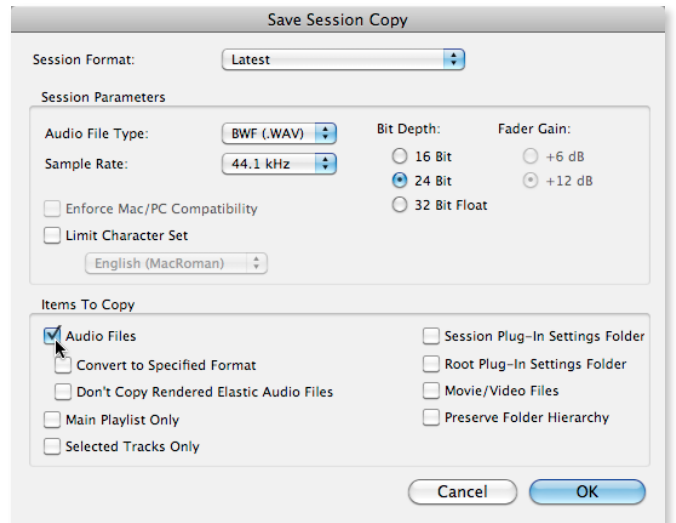 Save Session Copy
Session Format: Latest
Session Parameters
Audio File Type: BWF (.WAV)
Sample Rate: 44.1 kHz
Bit Depth:
16 Bit
24 Bit
32 Bit Float
Fader Gain:
+6 dB
+12 dB
Enforce Mac/PC Compatibility
Limit Character Set
English (MacRoman)
Items To Copy
Audio Files
Convert to Specified Format
Don't Copy Rendered Elastic Audio Files
Main Playlist Only
Selected Tracks Only
Session Plug-In Settings Folder
Root Plug-In Settings Folder
Movie/Video Files
Preserve Folder Hierarchy
Cancel
OK